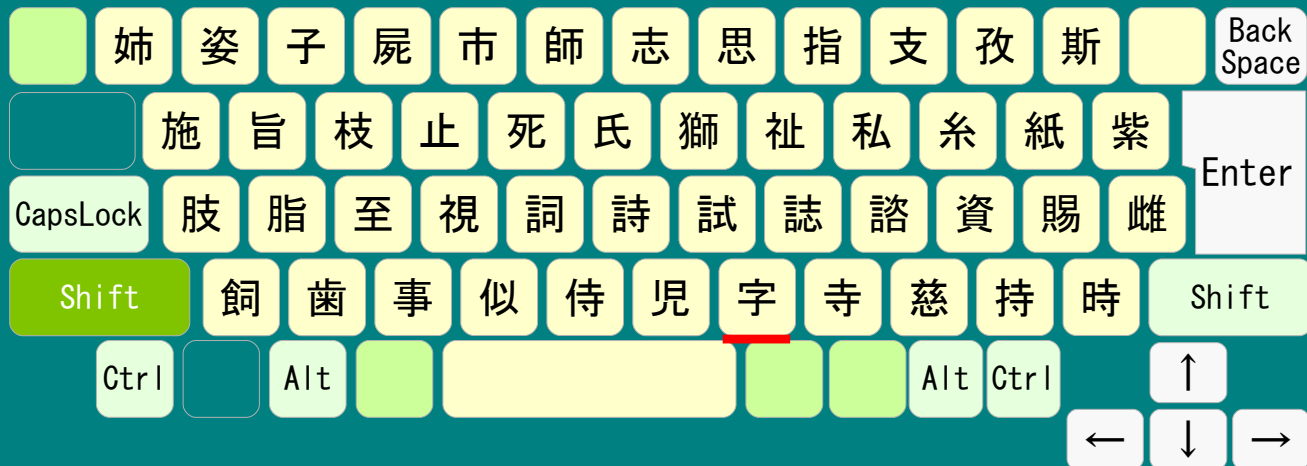 姉 姿 子 屍 市 師 志 思 指 支 孜 斯 Back Space
施 旨 枝 止 死 氏 獅 祉 私 糸 紙 紫 Enter
CapsLock 肢 脂 至 視 詞 詩 試 誌 諮 資 賜 雌
Shift 飼 歯 事 似 侍 児 字 寺 慈 持 時 Shift
Ctrl Alt Alt Ctrl ↑
← ↓ →